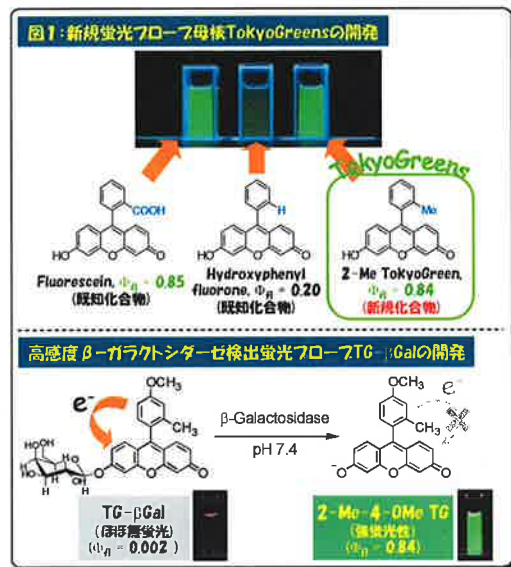 図1:新規蛍光プローブ母核TokyoGreensの開発
TokyoGreens
COOH
HO
O
O
Fluorescein, Φfl = 0.85
(既知化合物)
H
HO
O
O
Hydroxyphenyl
fluorone, Φfl = 0.20
(既知化合物)
Me
HO
O
O
2-Me TokyoGreen,
Φfl = 0.84
(新規化合物)
高感度β-ガラクトシダーゼ検出蛍光プローブTG-βGalの開発
e⁻
OCH₃
CH₃
O
O
O
β-Galactosidase
pH 7.4
OCH₃
e⁻
CH₃
⁻O
O
O
TG-βGal
(ほぼ無蛍光)
(Φfl = 0.002)
2-Me-4-OMe TG
(強蛍光性)
(Φfl = 0.84)